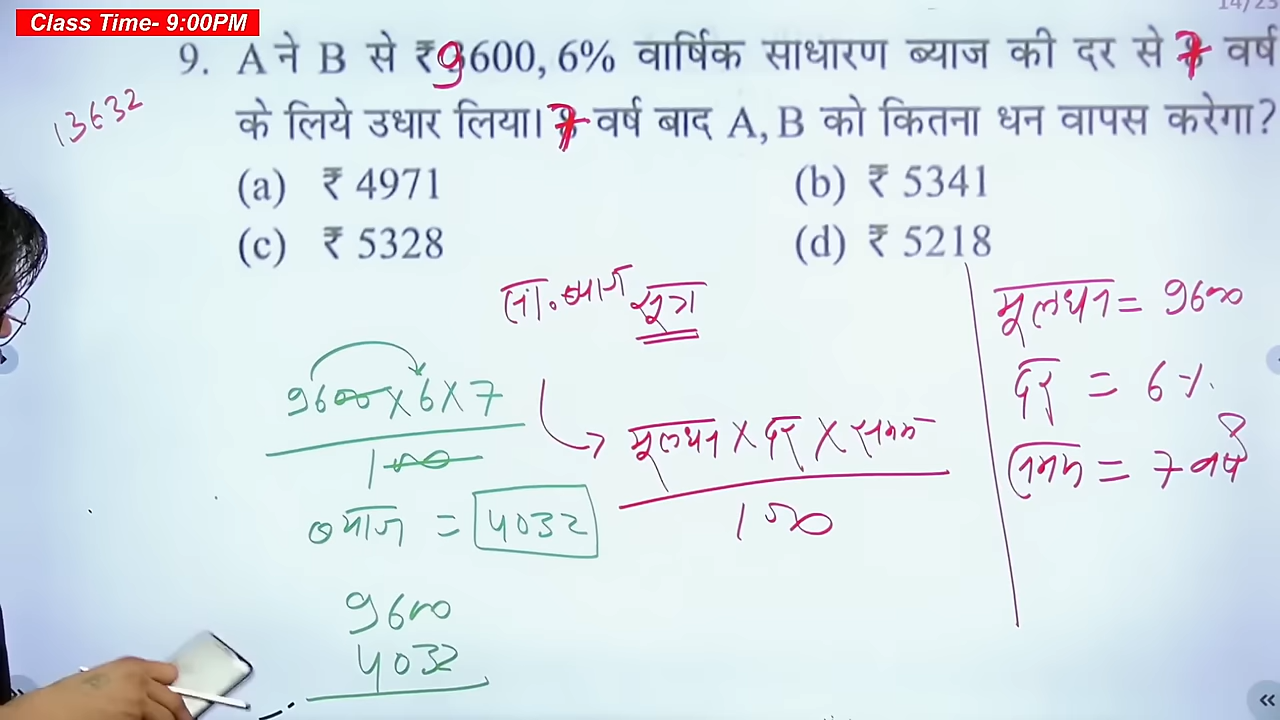 Class Time- 9:00PM
14/23
9. A ने B से ₹9600, 6% वार्षिक साधारण ब्याज की दर से 7 वर्ष
के लिये उधार लिया। 7 वर्ष बाद A, B को कितना धन वापस करेगा?
13632
(a) ₹ 4971
(b) ₹ 5341
(c) ₹ 5328
(d) ₹ 5218
सा. ब्याज सूत्र
मूलधन = 9600
दर = 6%
समय = 7 वर्ष
9600×6×7
100
मूलधन × दर × समय
100
ब्याज = 4032
9600
4032